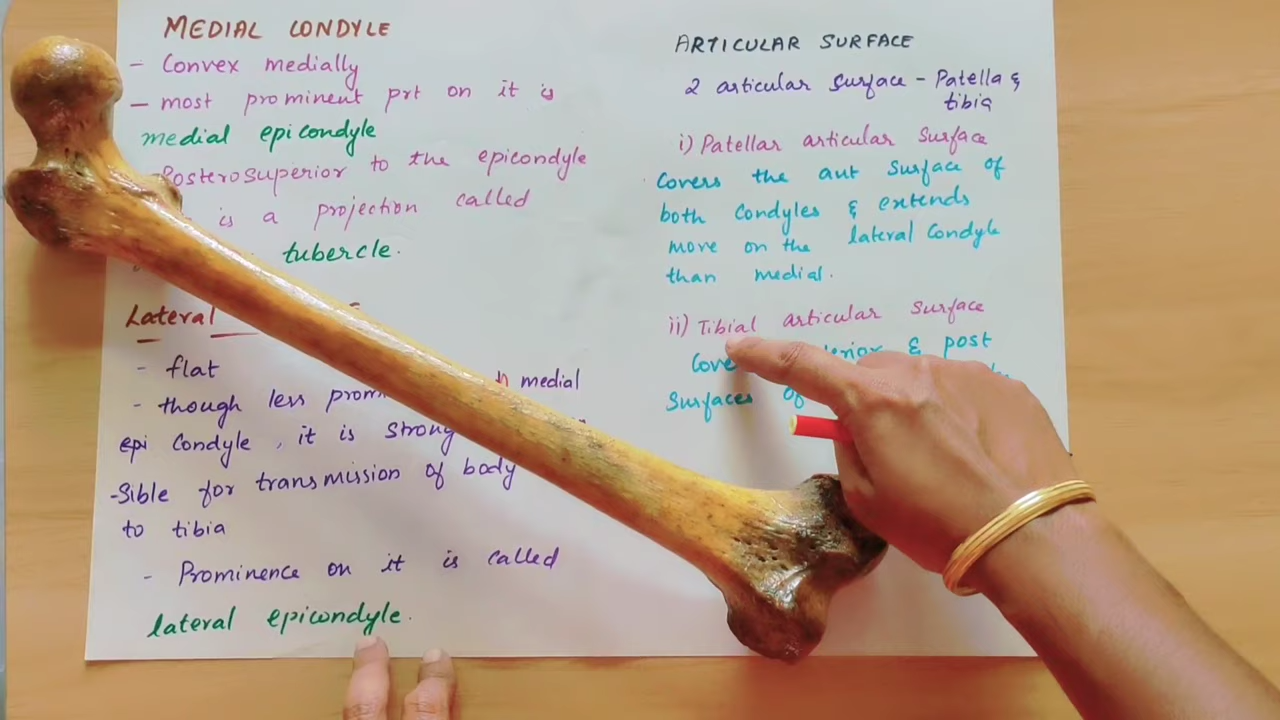 MEDIAL CONDYLE
- Convex medially
- most prominent prt on it is
medial epicondyle
Posterosuperior to the epicondyle
is a projection called
tubercle.
Lateral
- flat
- though less medial
epi Condyle, it is
-Sible for transmission of body
to tibia
- Prominence on it is called
lateral epicondyle.
ARTICULAR SURFACE
2 articular surface - Patella &
tibia
i) Patellar articular surface
Covers the ant surface of
both Condyles & extends
more on the lateral Condyle
than medial.
ii) Tibial articular surface
& post
Surfaces of